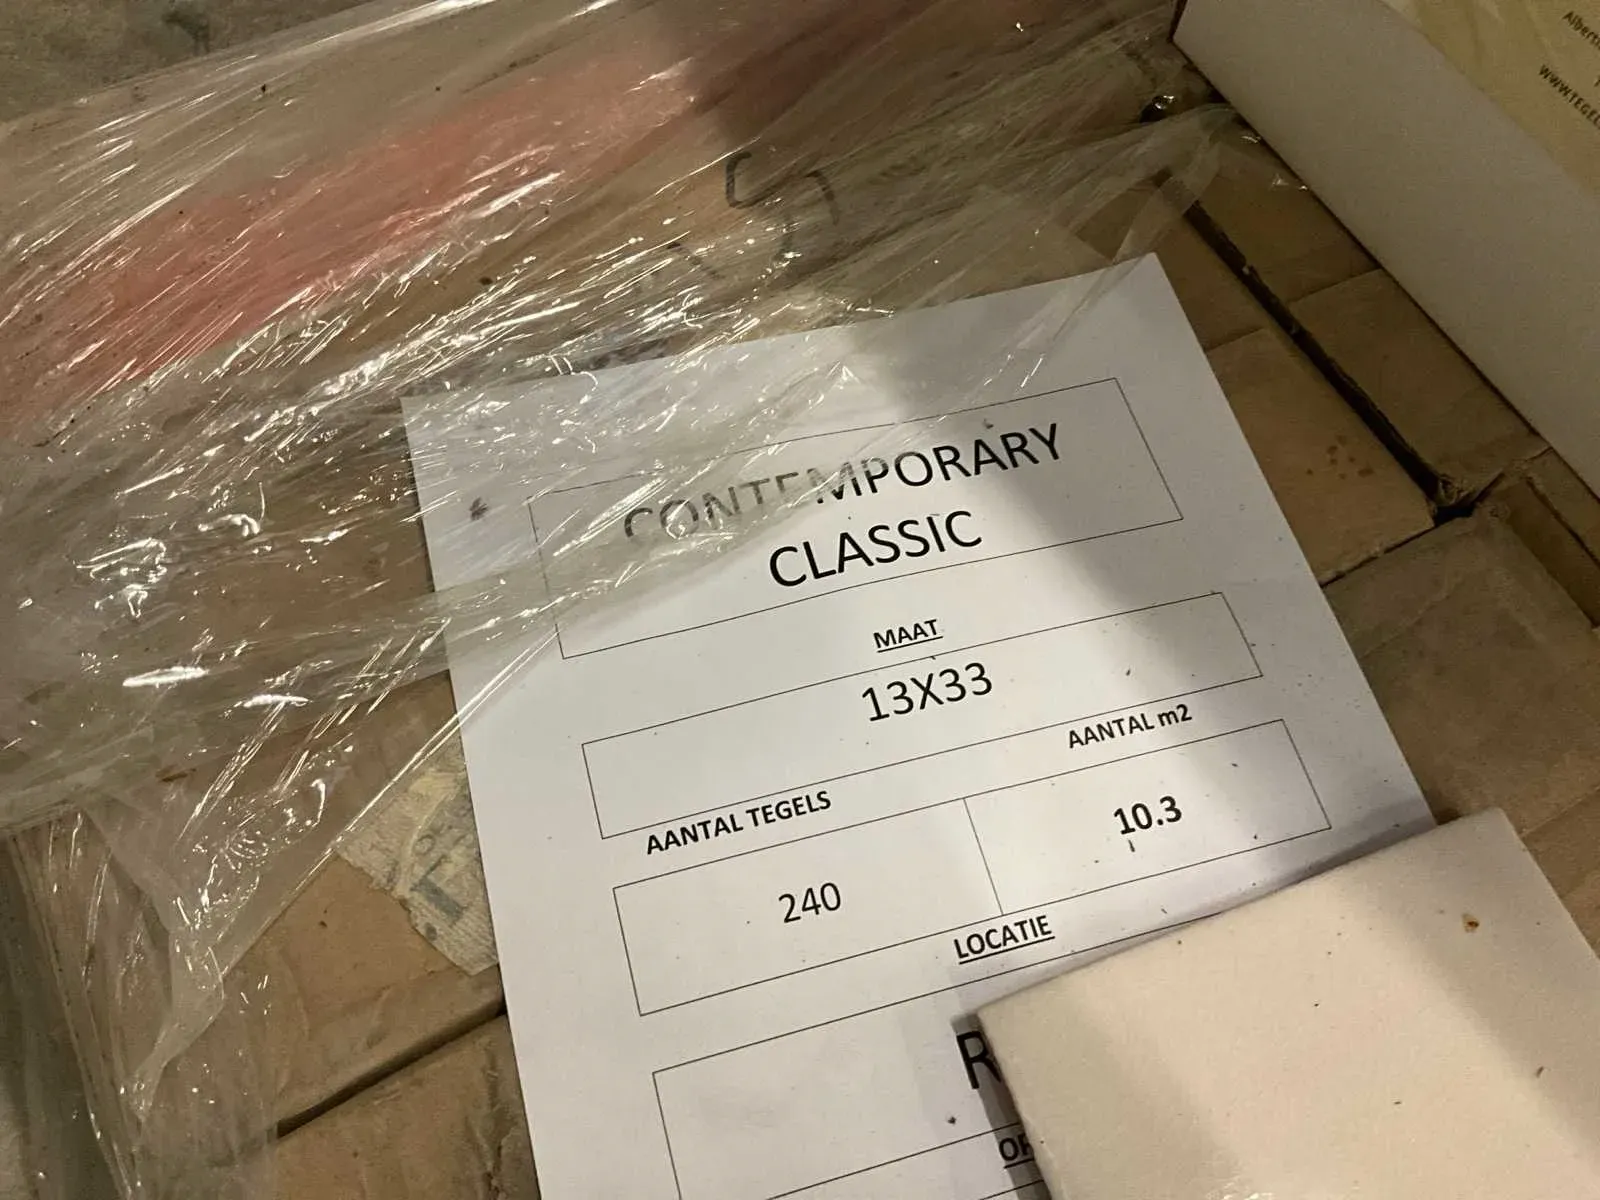 CONTEMPORARY
CLASSIC
MAAT
13X33
AANTAL TEGELS
AANTAL m2
240
10.3
LOCATIE